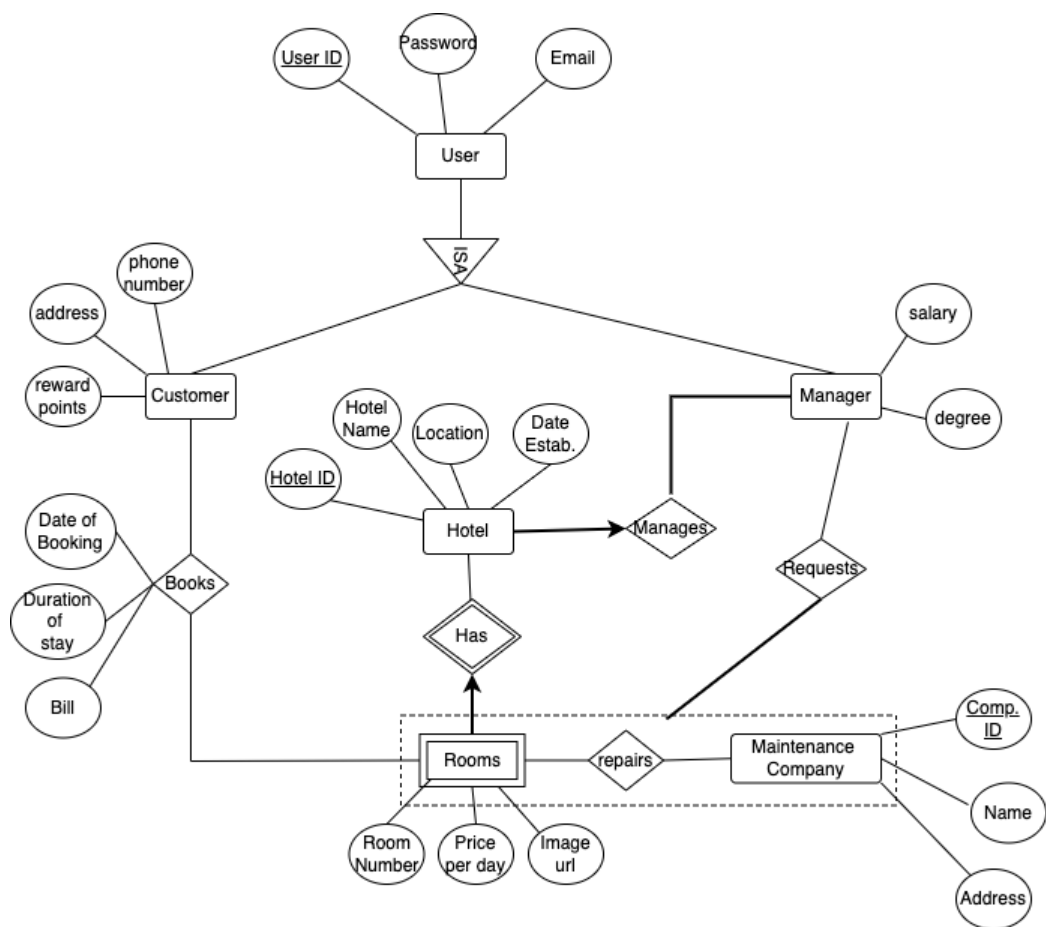 User ID
Password
Email
User
ISA
phone
number
address
reward
points
Customer
salary
Manager
degree
Hotel
Name
Location
Date
Estab.
Hotel ID
Hotel
Manages
Date of
Booking
Books
Requests
Duration
of
stay
Has
Bill
Comp.
ID
Rooms
repairs
Maintenance
Company
Name
Room
Number
Price
per day
Image
url
Address